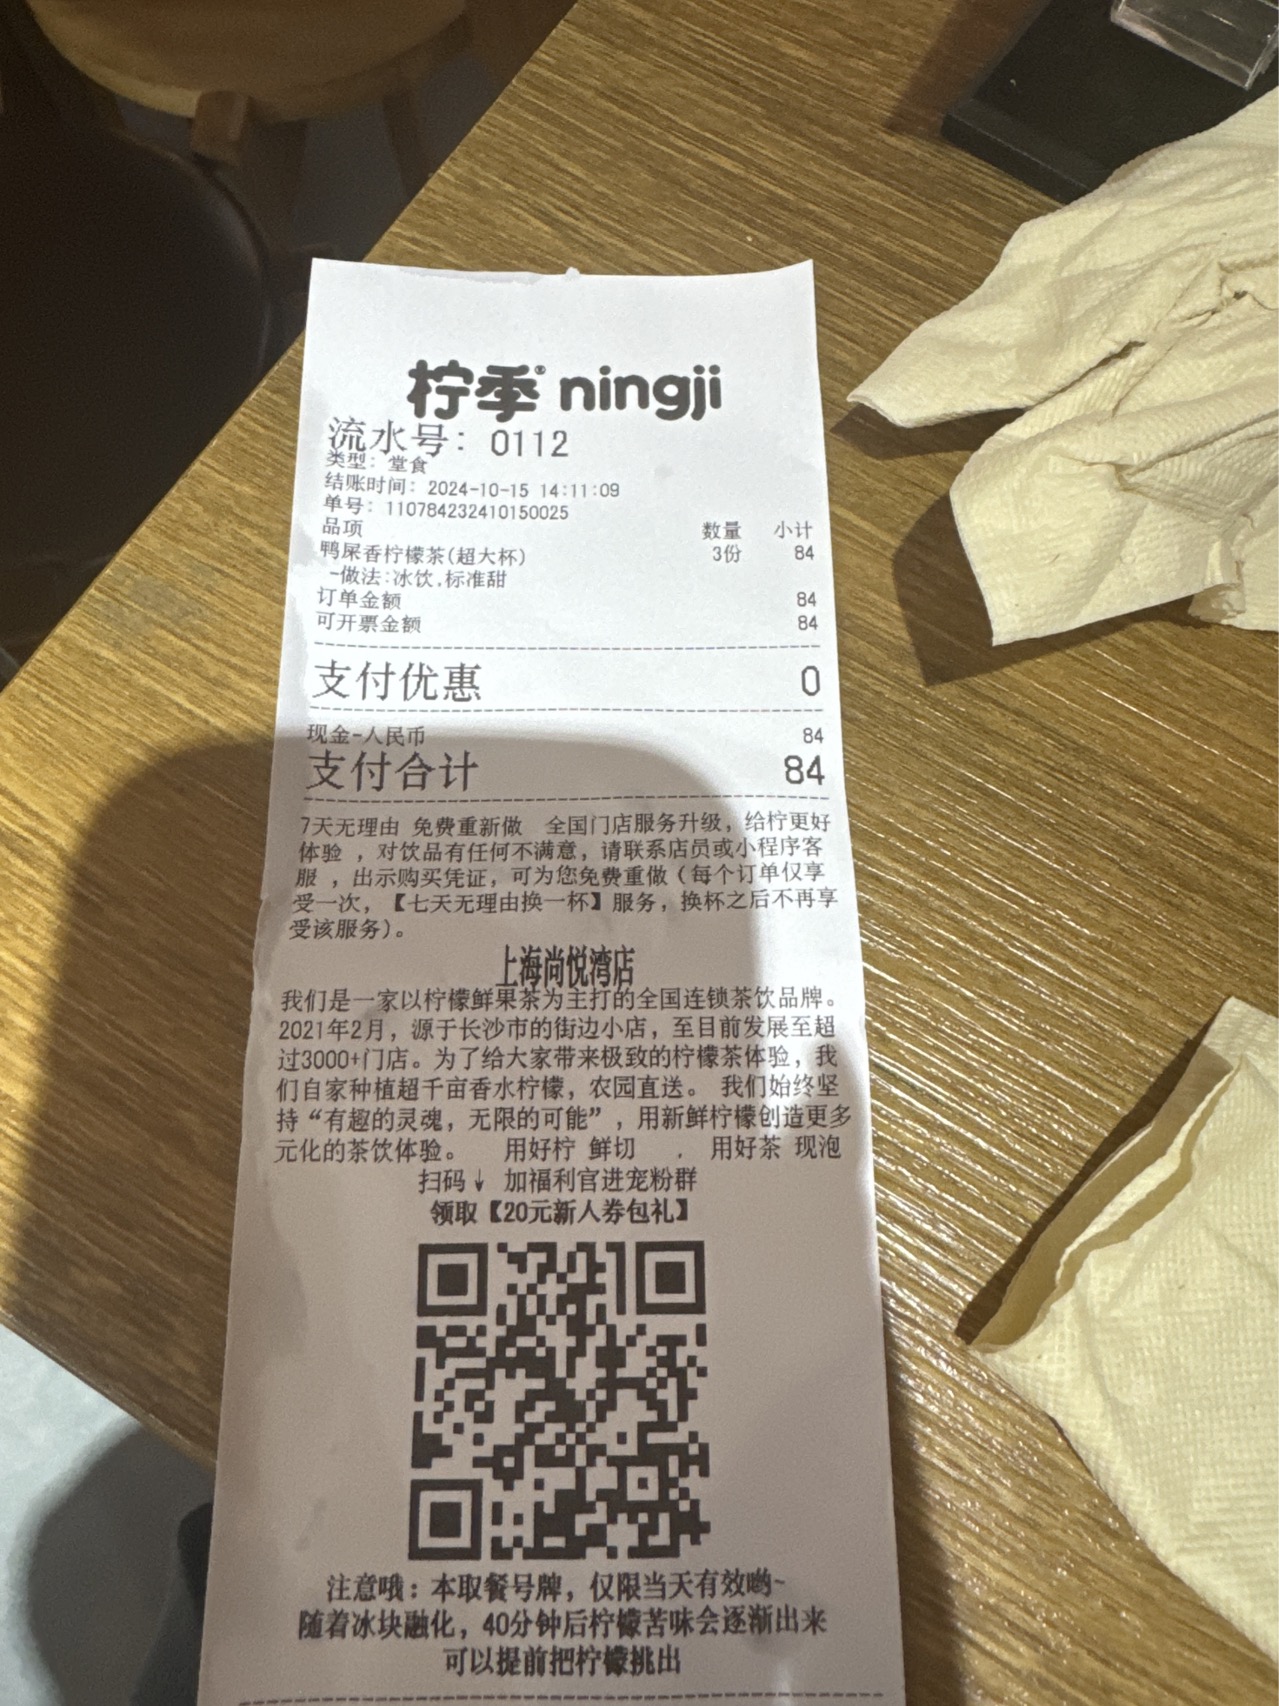 柠季® ningji
流水号: 0112
类型: 堂食
结账时间: 2024-10-15 14:11:09
单号: 110784232410150025
品项 数量 小计
鸭屎香柠檬茶(超大杯) 3份 84
-做法:冰饮,标准甜
订单金额 84
可开票金额 84
支付优惠 0
现金-人民币 84
支付合计 84
7天无理由 免费重新做 全国门店服务升级，给柠更好
体验 ，对饮品有任何不满意，请联系店员或小程序客
服 ，出示购买凭证，可为您免费重做（每个订单仅享
受一次，【七天无理由换一杯】服务，换杯之后不再享
受该服务）。
上海尚悦湾店
我们是一家以柠檬鲜果茶为主打的全国连锁茶饮品牌。
2021年2月，源于长沙市的街边小店，至目前发展至超
过3000+门店。为了给大家带来极致的柠檬茶体验，我
们自家种植超千亩香水柠檬，农园直送。 我们始终坚
持“有趣的灵魂，无限的可能”，用新鲜柠檬创造更多
元化的茶饮体验。 用好柠 鲜切 . 用好茶 现泡
扫码↓ 加福利官进宠粉群
领取【20元新人券包礼】
注意哦：本取餐号牌，仅限当天有效哟~
随着冰块融化，40分钟后柠檬苦味会逐渐出来
可以提前把柠檬挑出